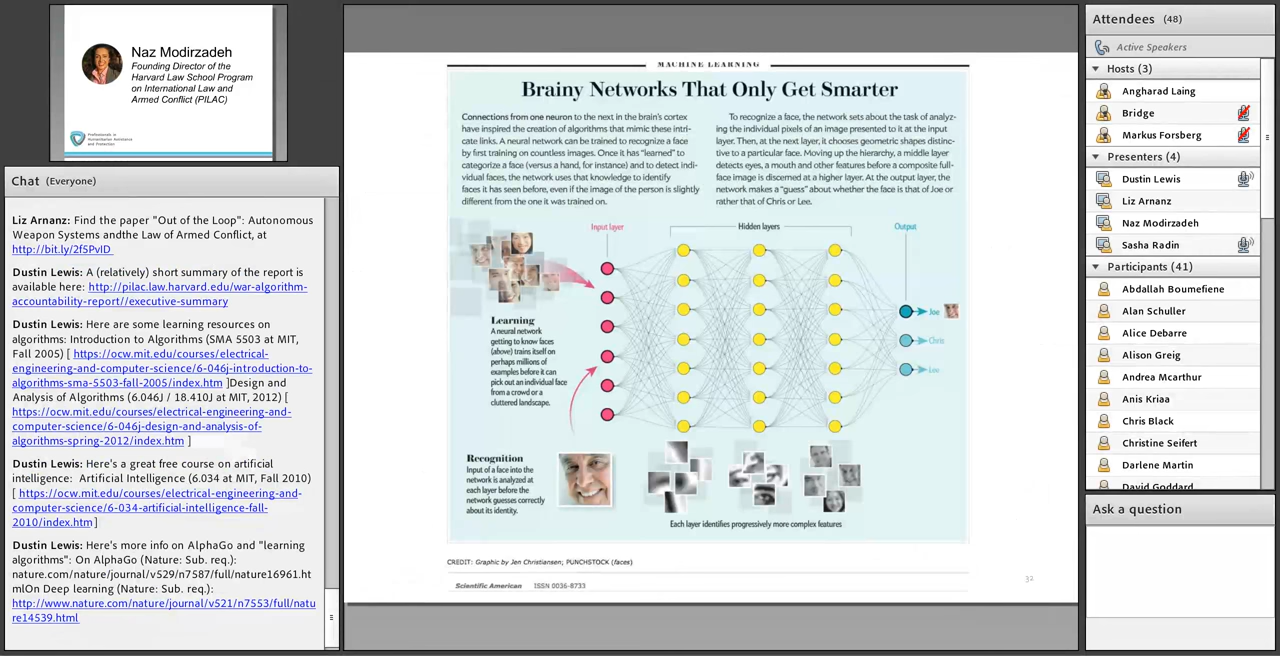 Naz Modirzadeh
Founding Director of the
Harvard Law School Program
on International Law and
Armed Conflict (PILAC)
Professionals in
Humanitarian Assistance
and Protection
Chat (Everyone)
Liz Arnanz: Find the paper "Out of the Loop": Autonomous
Weapon Systems andthe Law of Armed Conflict, at
http://bit.ly/2f5PvID
Dustin Lewis: A (relatively) short summary of the report is
available here: http://pilac.law.harvard.edu/war-algorithm-
accountability-report//executive-summary
Dustin Lewis: Here are some learning resources on
algorithms: Introduction to Algorithms (SMA 5503 at MIT,
Fall 2005) [ https://ocw.mit.edu/courses/electrical-
engineering-and-computer-science/6-046j-introduction-to-
algorithms-sma-5503-fall-2005/index.htm ]Design and
Analysis of Algorithms (6.046J / 18.410J at MIT, 2012) [
https://ocw.mit.edu/courses/electrical-engineering-and-
computer-science/6-046j-design-and-analysis-of-
algorithms-spring-2012/index.htm ]
Dustin Lewis: Here's a great free course on artificial
intelligence: Artificial Intelligence (6.034 at MIT, Fall 2010)
[ https://ocw.mit.edu/courses/electrical-engineering-and-
computer-science/6-034-artificial-intelligence-fall-
2010/index.htm]
Dustin Lewis: Here's more info on AlphaGo and "learning
algorithms": On AlphaGo (Nature: Sub. req.):
nature.com/nature/journal/v529/n7587/full/nature16961.ht
mlOn Deep learning (Nature: Sub. req.):
http://www.nature.com/nature/journal/v521/n7553/full/natu
re14539.html
MACHINE LEARNING
Brainy Networks That Only Get Smarter
Connections from one neuron to the next in the brain's cortex
have inspired the creation of algorithms that mimic these intri-
cate links. A neural network can be trained to recognize a face
by first training on countless images. Once it has "learned" to
categorize a face (versus a hand, for instance) and to detect indi-
vidual faces, the network uses that knowledge to identify
faces it has seen before, even if the image of the person is slightly
different from the one it was trained on.
To recognize a face, the network sets about the task of analyz-
ing the individual pixels of an image presented to it at the input
layer. Then, at the next layer, it chooses geometric shapes distinc-
tive to a particular face. Moving up the hierarchy, a middle layer
detects eyes, a mouth and other features before a composite full-
face image is discerned at a higher layer. At the output layer, the
network makes a "guess" about whether the face is that of Joe or
rather that of Chris or Lee.
Input layer
Hidden layers
Output
Joe
Chris
Lee
Learning
A neural network
getting to know faces
(above) trains itself on
perhaps millions of
examples before it can
pick out an individual face
from a crowd or a
cluttered landscape.
Recognition
Input of a face into the
network is analyzed at
each layer before the
network guesses correctly
about its identity.
Each layer identifies progressively more complex features
CREDIT: Graphic by Jen Christiansen; PUNCHSTOCK (faces)
Scientific American ISSN 0036-8733
32
Attendees (48)
Active Speakers
Hosts (3)
Angharad Laing
Bridge
Markus Forsberg
Presenters (4)
Dustin Lewis
Liz Arnanz
Naz Modirzadeh
Sasha Radin
Participants (41)
Abdallah Boumefiene
Alan Schuller
Alice Debarre
Alison Greig
Andrea Mcarthur
Anis Kriaa
Chris Black
Christine Seifert
Darlene Martin
David Goddard
Ask a question